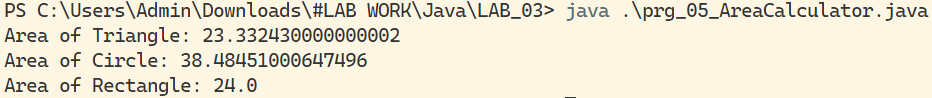 PS C:\Users\Admin\Downloads\#LAB WORK\Java\LAB_03> java .\prg_05_AreaCalculator.java
Area of Triangle: 23.332430000000002
Area of Circle: 38.48451000647496
Area of Rectangle: 24.0